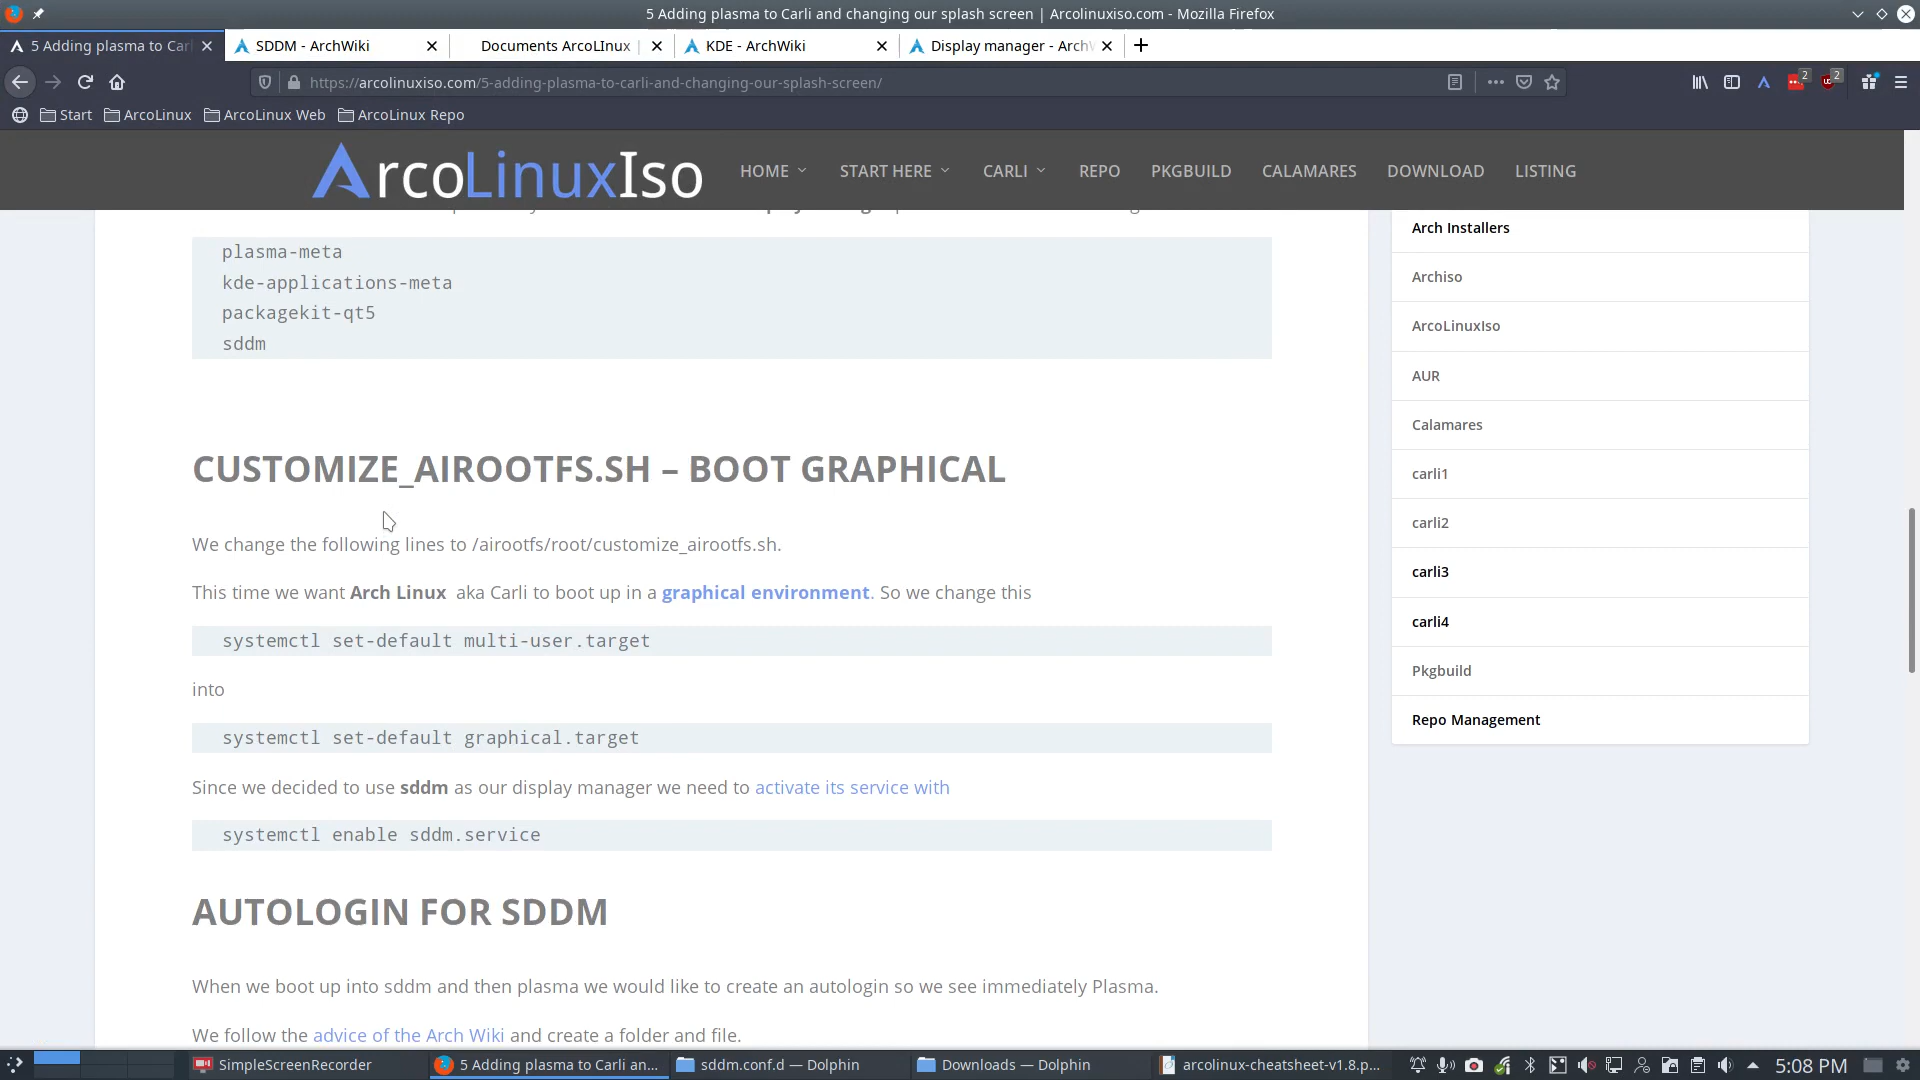 5 Adding plasma to Carli and changing our splash screen | Arcolinuxiso.com - Mozilla Firefox
5 Adding plasma to Carl
SDDM - ArchWiki
Documents ArcoLInux |
KDE - ArchWiki
Display manager - ArchW
https://arcolinuxiso.com/5-adding-plasma-to-carli-and-changing-our-splash-screen/
2
2
Start
ArcoLinux
ArcoLinux Web
ArcoLinux Repo
ArcoLinuxIso
HOME
START HERE
CARLI
REPO
PKGBUILD
CALAMARES
DOWNLOAD
LISTING
plasma-meta
kde-applications-meta
packagekit-qt5
sddm
CUSTOMIZE_AIROOTFS.SH – BOOT GRAPHICAL
We change the following lines to /airootfs/root/customize_airootfs.sh.
This time we want Arch Linux aka Carli to boot up in a graphical environment. So we change this
systemctl set-default multi-user.target
into
systemctl set-default graphical.target
Since we decided to use sddm as our display manager we need to activate its service with
systemctl enable sddm.service
AUTOLOGIN FOR SDDM
When we boot up into sddm and then plasma we would like to create an autologin so we see immediately Plasma.
We follow the advice of the Arch Wiki and create a folder and file.
Arch Installers
Archiso
ArcoLinuxIso
AUR
Calamares
carli1
carli2
carli3
carli4
Pkgbuild
Repo Management
SimpleScreenRecorder
5 Adding plasma to Carli an...
sddm.conf.d — Dolphin
Downloads — Dolphin
arcolinux-cheatsheet-v1.8.p...
5:08 PM